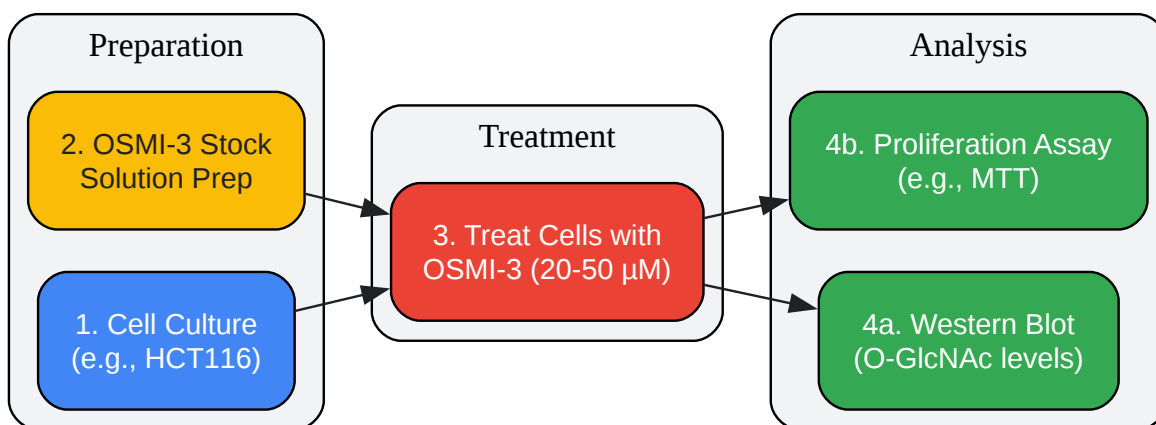 Preparation
2. OSMI-3 Stock
Solution Prep
1. Cell Culture
(e.g., HCT116)
Treatment
3. Treat Cells with
OSMI-3 (20-50 µM)
Analysis
4b. Proliferation Assay
(e.g., MTT)
4a. Western Blot
(O-GlcNAc levels)